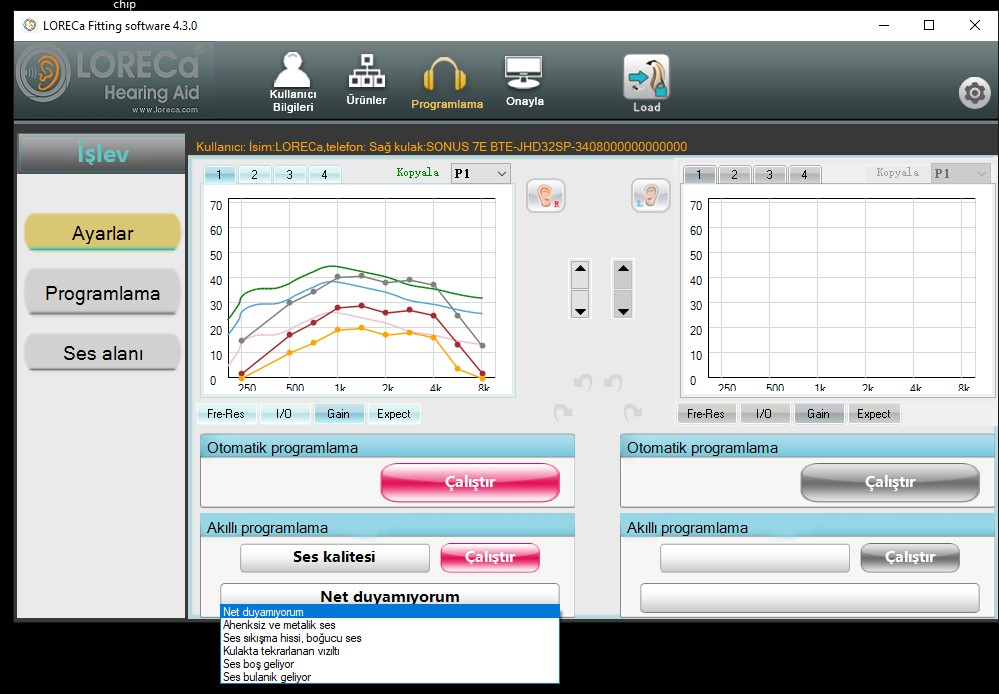 chip
LORECa Fitting software 4.3.0
LORECa®
Hearing Aid
www.loreca.com
Kullanıcı
Bilgileri
Ürünler
Programlama
Onayla
Load
İşlev
Kullanıcı: İsim:LORECa,telefon: Sağ kulak:SONUS 7E BTE-JHD32SP-3408000000000000
Ayarlar
Programlama
Ses alanı
1 2 3 4 Kopyala P1
R
L
1 2 3 4 Kopyala P1
70
60
50
40
30
20
10
0
250 500 1k 2k 4k 8k
70
60
50
40
30
20
10
0
250 500 1k 2k 4k 8k
Fre-Res I/O Gain Expect
Fre-Res I/O Gain Expect
Otomatik programlama
Çalıştır
Otomatik programlama
Çalıştır
Akıllı programlama
Ses kalitesi Çalıştır
Net duyamıyorum
Net duyamıyorum
Ahenksiz ve metalik ses
Ses sıkışma hissi, boğucu ses
Kulakta tekrarlanan vızıltı
Ses boş geliyor
Ses bulanık geliyor
Akıllı programlama
Çalıştır